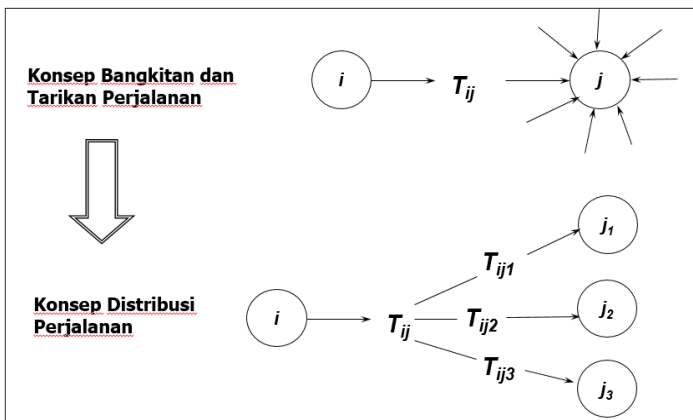 Konsep Bangkitan dan
Tarikan Perjalanan
i
Tij
j
Konsep Distribusi
Perjalanan
i
Tij
Tij1
j1
Tij2
j2
Tij3
j3